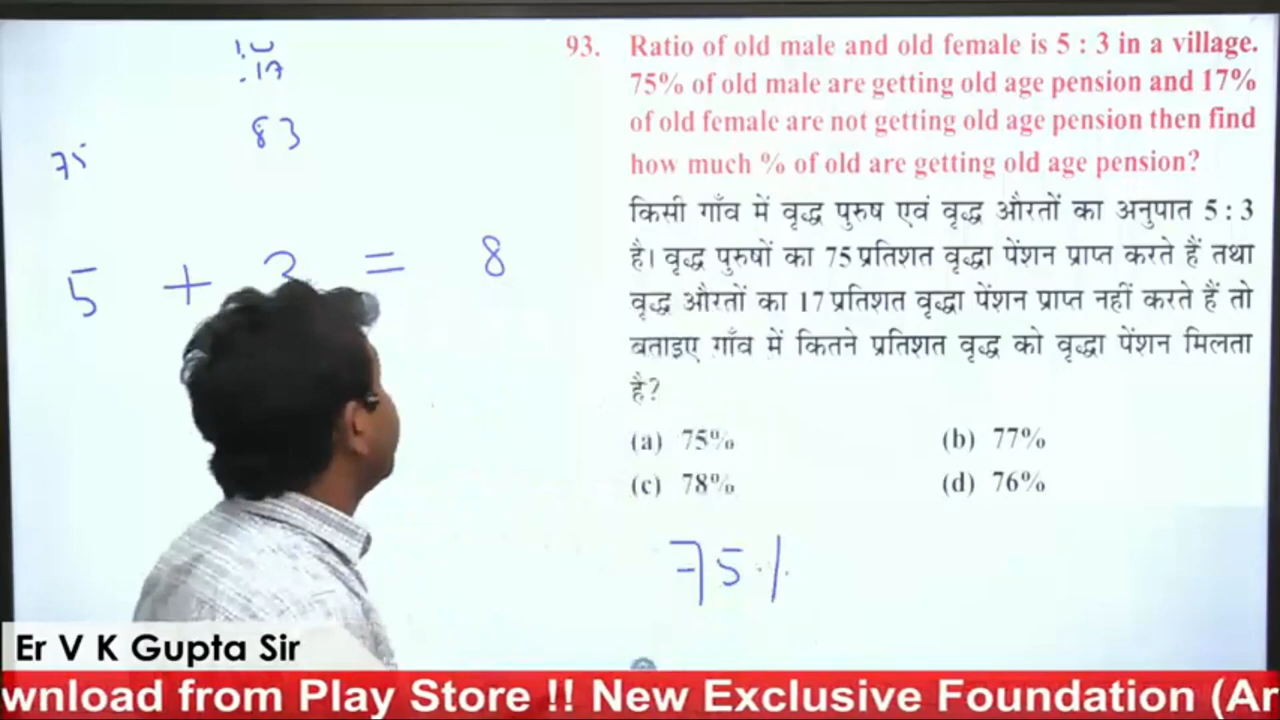 17
83
75
5 + 3 = 8
93. Ratio of old male and old female is 5 : 3 in a village.
75% of old male are getting old age pension and 17%
of old female are not getting old age pension then find
how much % of old are getting old age pension?
किसी गाँव में वृद्ध पुरुष एवं वृद्ध औरतों का अनुपात 5 : 3
है। वृद्ध पुरुषों का 75 प्रतिशत वृद्धा पेंशन प्राप्त करते हैं तथा
वृद्ध औरतों का 17 प्रतिशत वृद्धा पेंशन प्राप्त नहीं करते हैं तो
बताइए गाँव में कितने प्रतिशत वृद्ध को वृद्धा पेंशन मिलता
है?
(a) 75% (b) 77%
(c) 78% (d) 76%
75%
Er V K Gupta Sir
wnload from Play Store !! New Exclusive Foundation (Ar